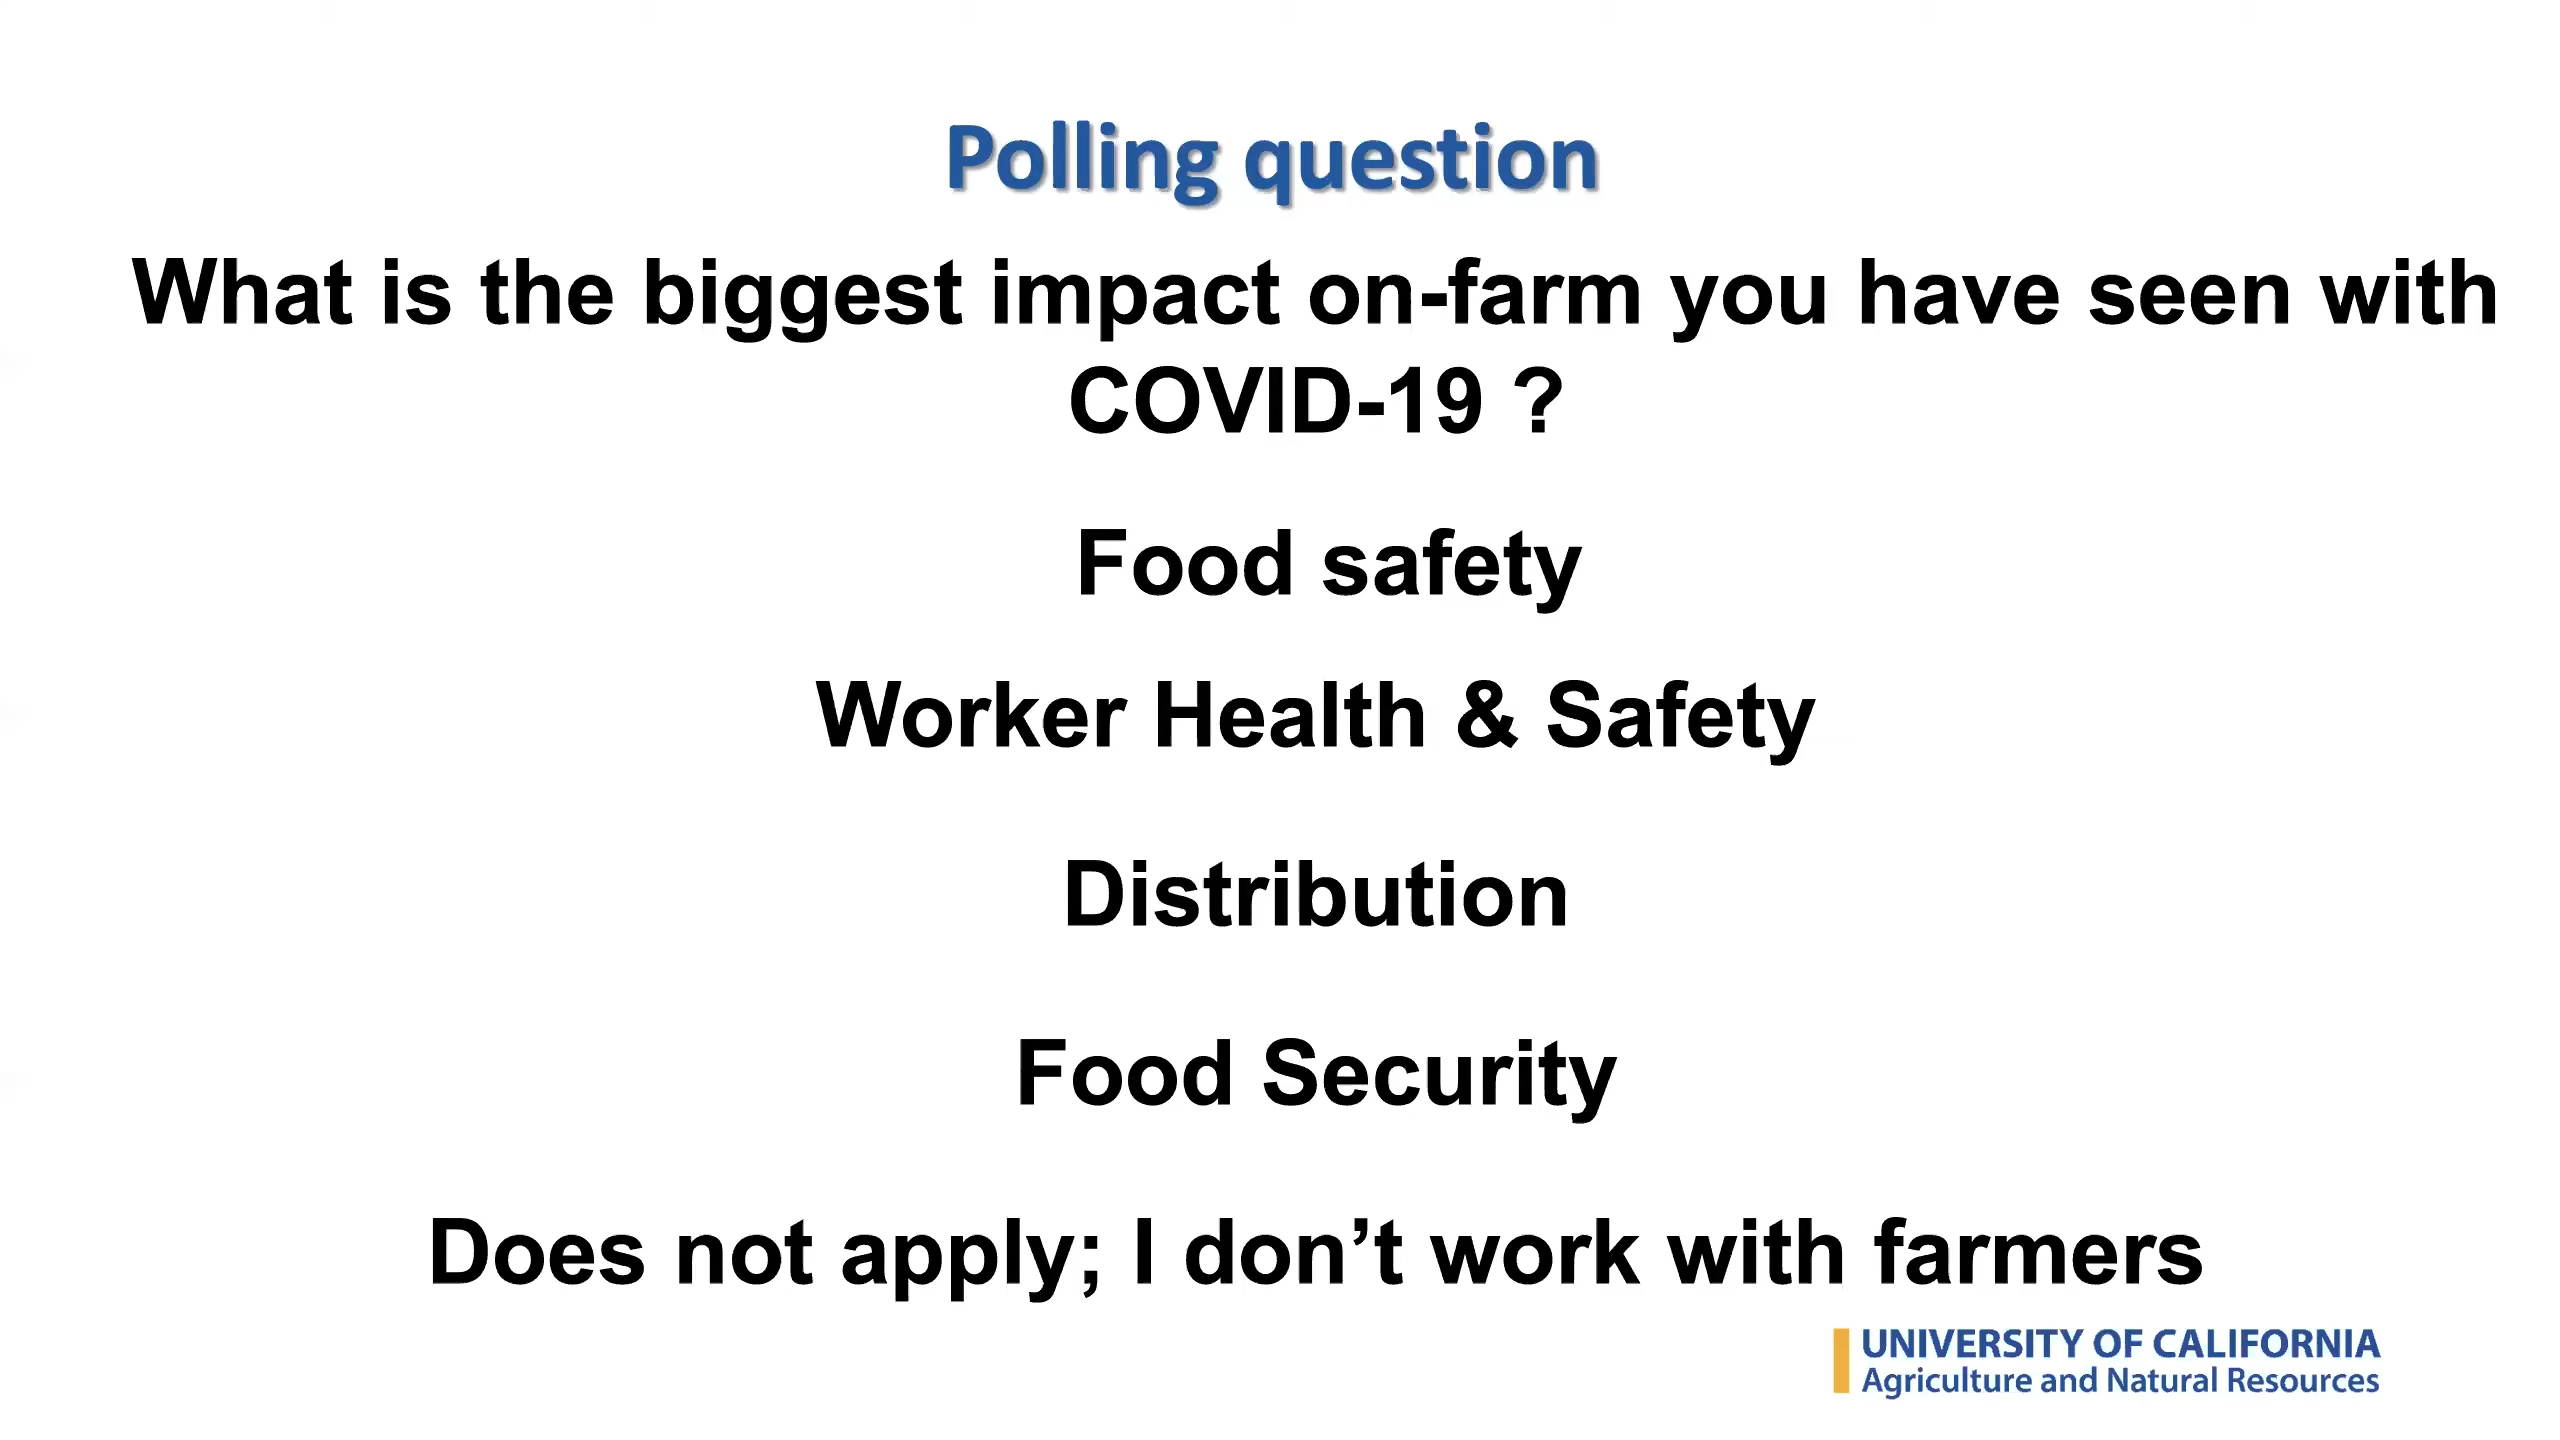 Polling question
What is the biggest impact on-farm you have seen with
COVID-19 ?
Food safety
Worker Health & Safety
Distribution
Food Security
Does not apply; I don’t work with farmers
UNIVERSITY OF CALIFORNIA
Agriculture and Natural Resources